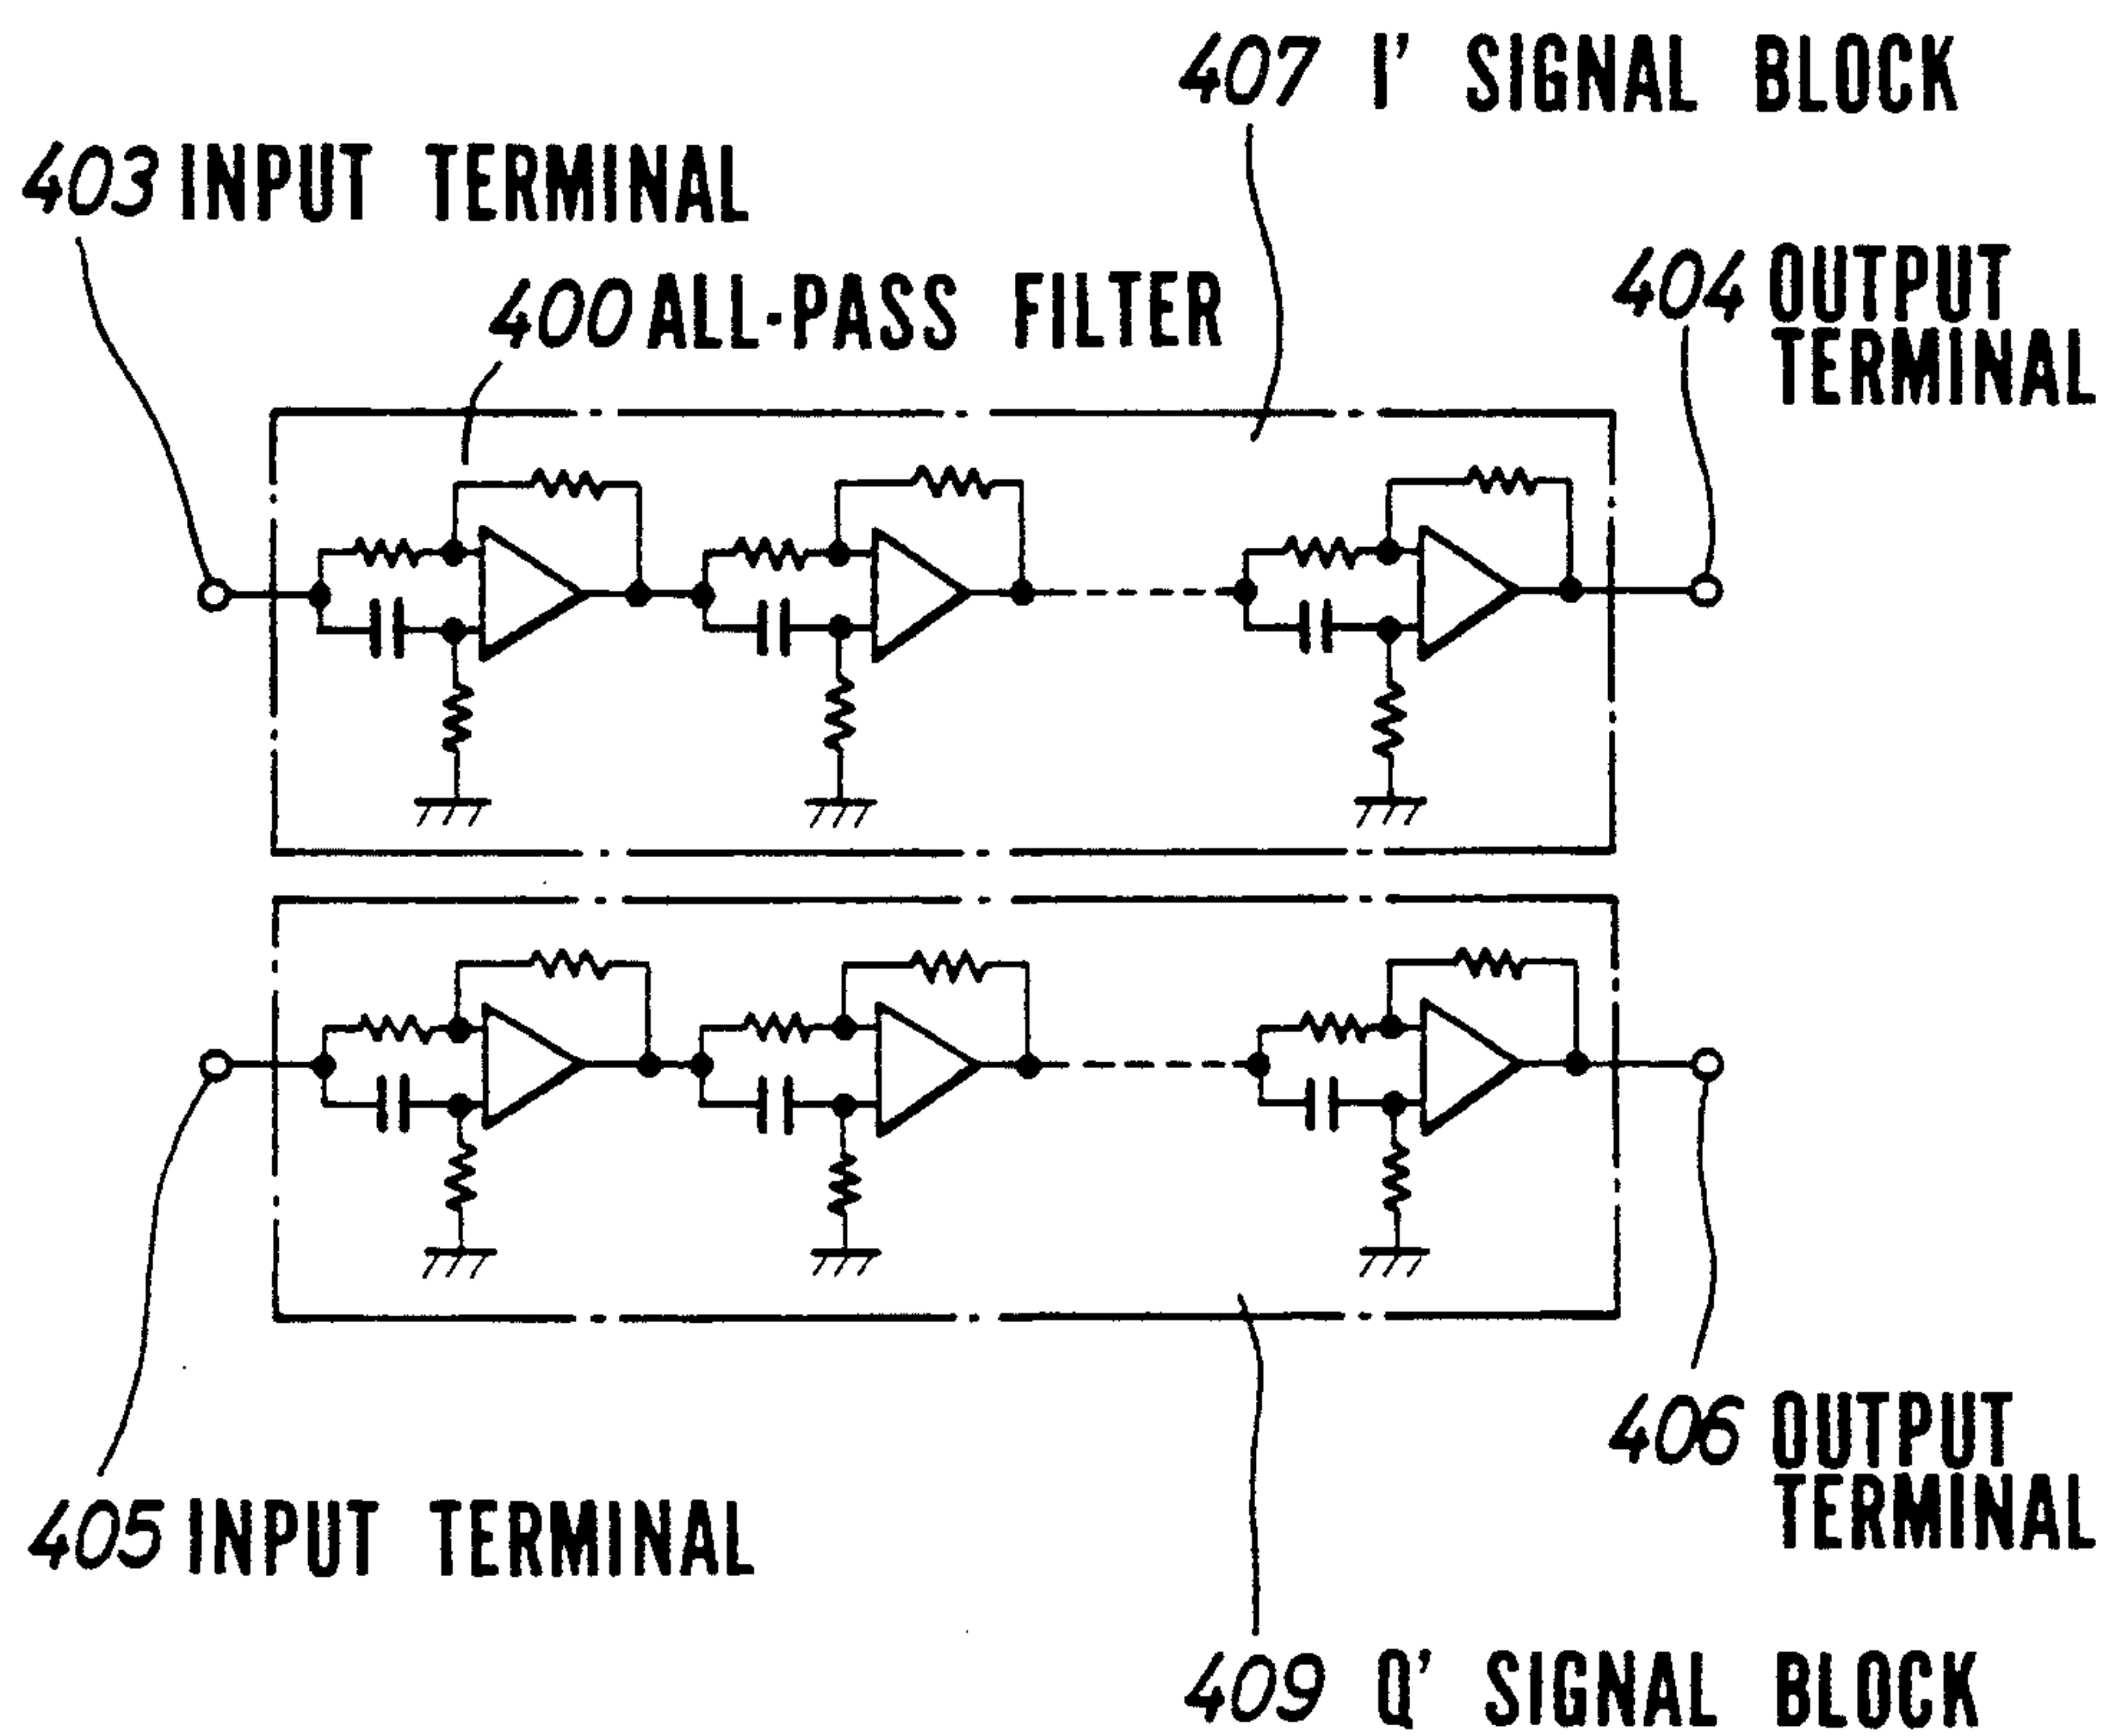 407 I' SIGNAL BLOCK
403 INPUT TERMINAL
404 OUTPUT
TERMINAL
400 ALL-PASS FILTER
406 OUTPUT
TERMINAL
405 INPUT TERMINAL
409 Q' SIGNAL BLOCK